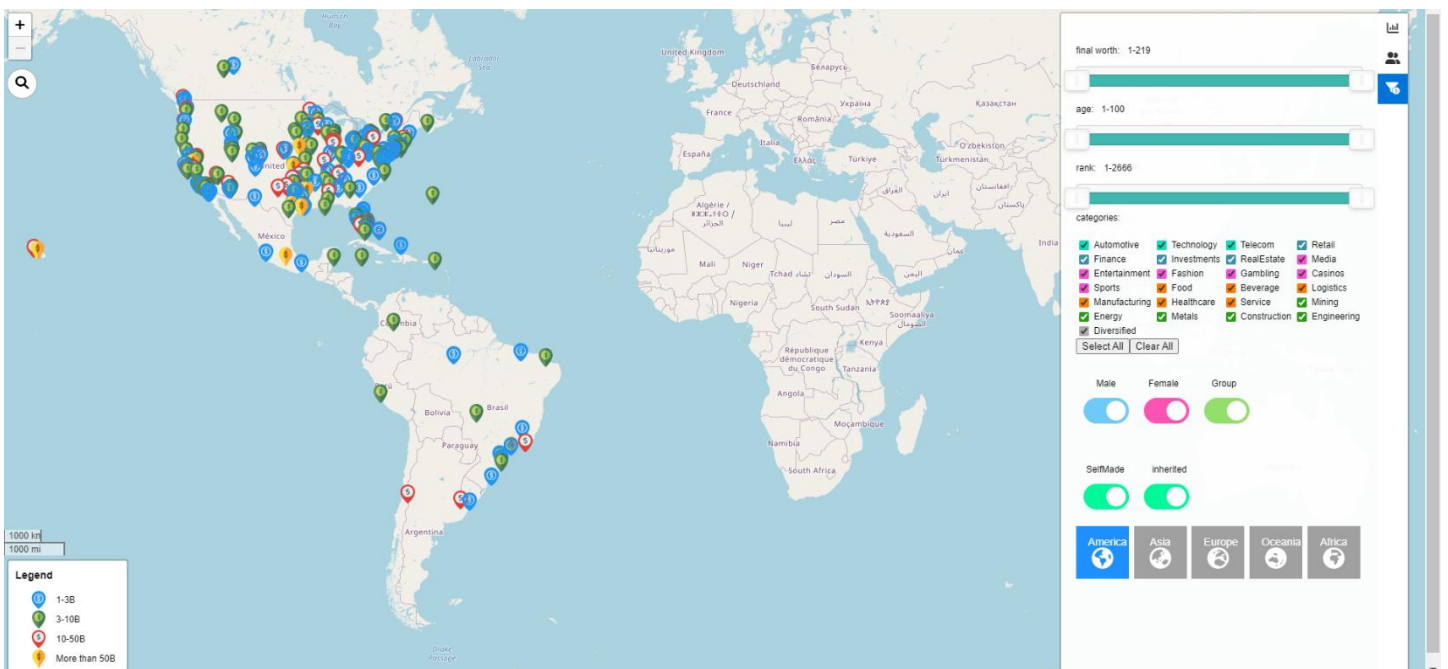 +
−
Hudson
Bay
Labrador
Sea
United Kingdom
Беларусь
Deutschland
Україна
Қазақстан
France
România
Italia
O'zbekiston
España
Ελλάς
Türkiye
Türkmenistan
United
México
Algérie /
الجزائر
ليبيا
مصر
العراق
ایران
افغانستان
پاکستان
السعودية
عمان
India
موريتانيا
Mali
Niger
Tchad تشاد
السودان
اليمن
Nigeria
South Sudan
Soomaaliya
الصومال
Colombia
Kenya
République
démocratique
du Congo
Tanzania
Perú
Brasil
Angola
Bolivia
Moçambique
Paraguay
Namibia
South Africa
Argentina
Drake
Passage
1000 km
1000 mi
Legend
1-3B
3-10B
10-50B
More than 50B
final worth: 1-219
age: 1-100
rank: 1-2666
categories:
Automotive Technology Telecom Retail
Finance Investments RealEstate Media
Entertainment Fashion Gambling Casinos
Sports Food Beverage Logistics
Manufacturing Healthcare Service Mining
Energy Metals Construction Engineering
Diversified
Select All Clear All
Male Female Group
SelfMade inherited
America Asia Europe Oceania Africa